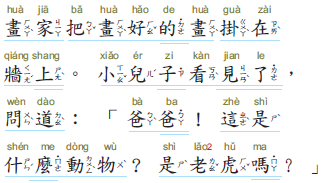 huà jiā bǎ huà hǎo de huà guà zài
畫家把畫好的畫掛在
qiáng shang xiǎo ér zi kàn jian le
牆上。小兒子看見了,
wèn dào bà ba zhè shì
問道:「爸爸!這是
shén me dòng wù shì lǎo2 hǔ ma
什麼動物?是老虎嗎?」